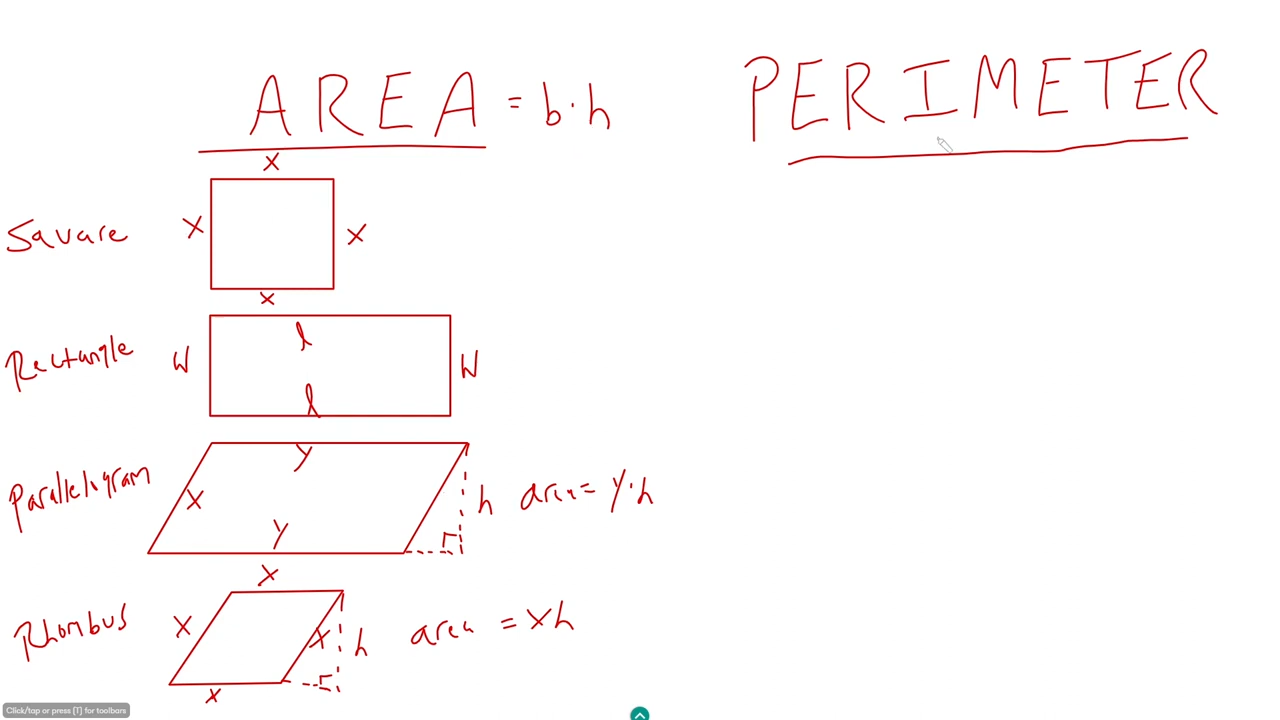 AREA = b·h
PERIMETER
x
Square
x
x
x
Rectangle
W
l
W
l
Parallelogram
y
x
h
area = y·h
y
x
Rhombus
x
x
h
area = xh
x
Click/tap or press [T] for toolbars